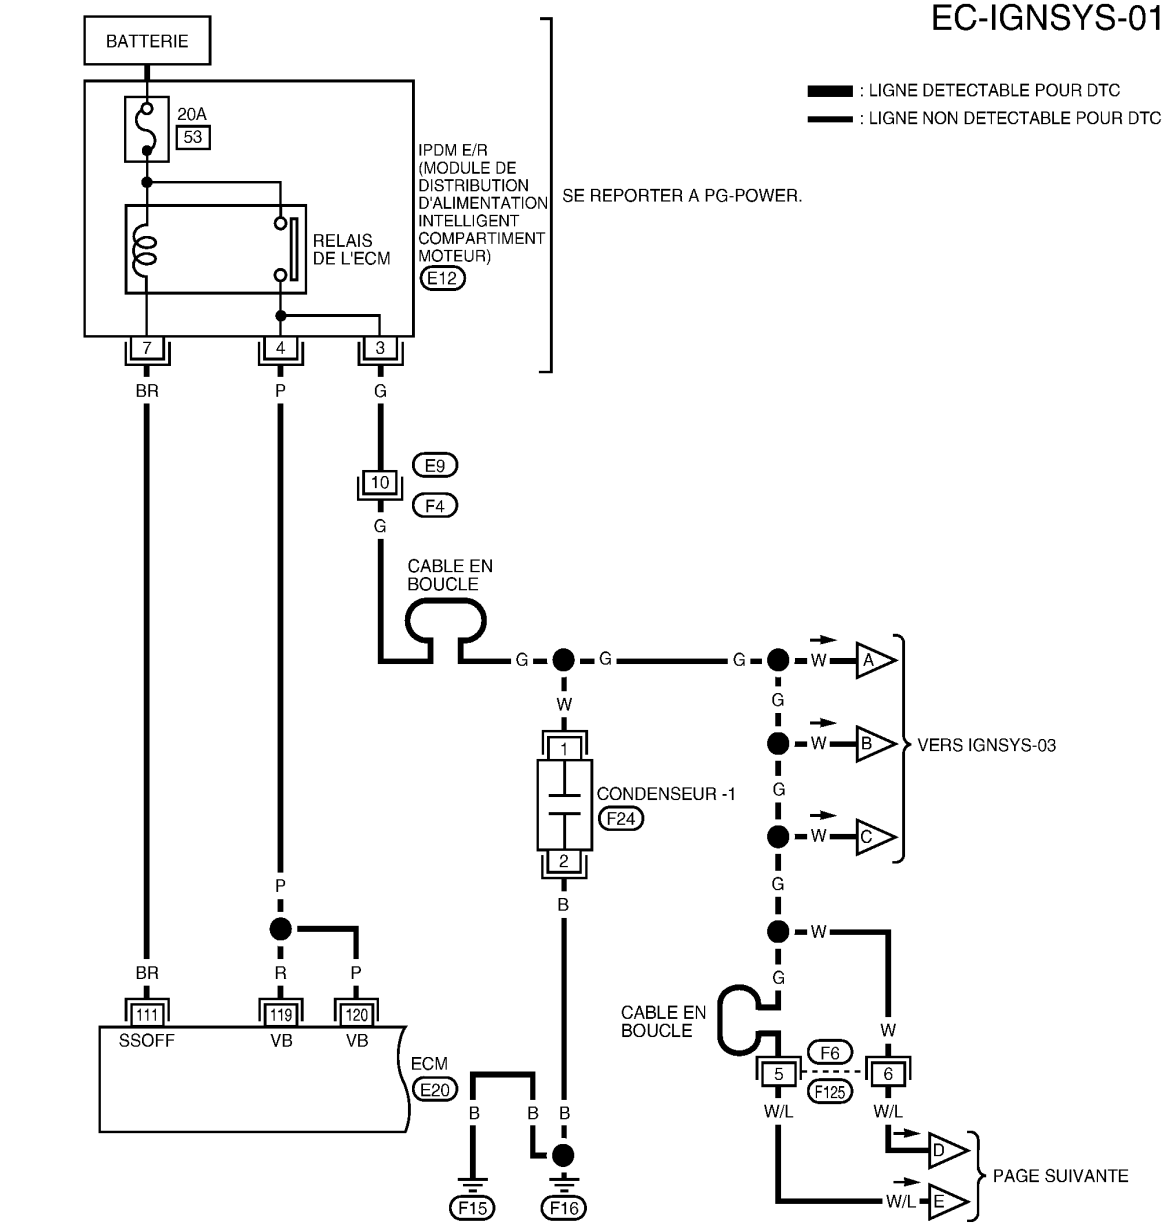 EC-IGNSYS-01
BATTERIE
: LIGNE DETECTABLE POUR DTC
: LIGNE NON DETECTABLE POUR DTC
20A
53
IPDM E/R
(MODULE DE
DISTRIBUTION
D'ALIMENTATION
INTELLIGENT
COMPARTIMENT
MOTEUR)
E12
SE REPORTER A PG-POWER.
RELAIS
DE L'ECM
7 4 3
BR P G
10
E9
F4
G
CABLE EN
BOUCLE
G G G W A
W G
W B
VERS IGNSYS-03
1
G
CONDENSEUR -1
F24
W C
2
P G
B
W
BR R P G
111 119 120
SSOFF VB VB
CABLE EN
BOUCLE
W
F6
ECM
E20
5 6
F125
B B B W/L W/L
D
PAGE SUIVANTE
W/L E
F15 F16